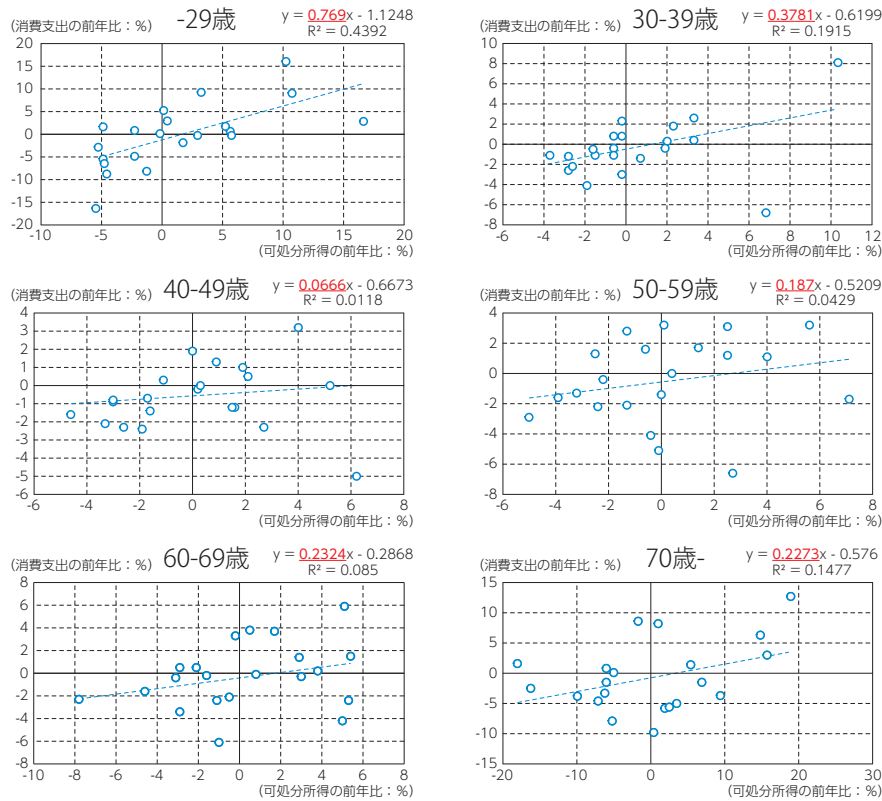 (消費支出の前年比：%) -29歳 y = 0.769x - 1.1248
R² = 0.4392
20
15
10
5
0
-5
-10
-15
-20
-10 -5 0 5 10 15 20
(可処分所得の前年比：%)
(消費支出の前年比：%) 30-39歳 y = 0.3781x - 0.6199
R² = 0.1915
10
8
6
4
2
0
-2
-4
-6
-8
-6 -4 -2 0 2 4 6 8 10 12
(可処分所得の前年比：%)
(消費支出の前年比：%) 40-49歳 y = 0.0666x - 0.6673
R² = 0.0118
4
3
2
1
0
-1
-2
-3
-4
-5
-6
-6 -4 -2 0 2 4 6 8
(可処分所得の前年比：%)
(消費支出の前年比：%) 50-59歳 y = 0.187x - 0.5209
R² = 0.0429
4
2
0
-2
-4
-6
-8
-6 -4 -2 0 2 4 6 8
(可処分所得の前年比：%)
(消費支出の前年比：%) 60-69歳 y = 0.2324x - 0.2868
R² = 0.085
8
6
4
2
0
-2
-4
-6
-8
-10 -8 -6 -4 -2 0 2 4 6 8
(可処分所得の前年比：%)
(消費支出の前年比：%) 70歳- y = 0.2273x - 0.576
R² = 0.1477
15
10
5
0
-5
-10
-15
-20 -10 0 10 20 30
(可処分所得の前年比：%)